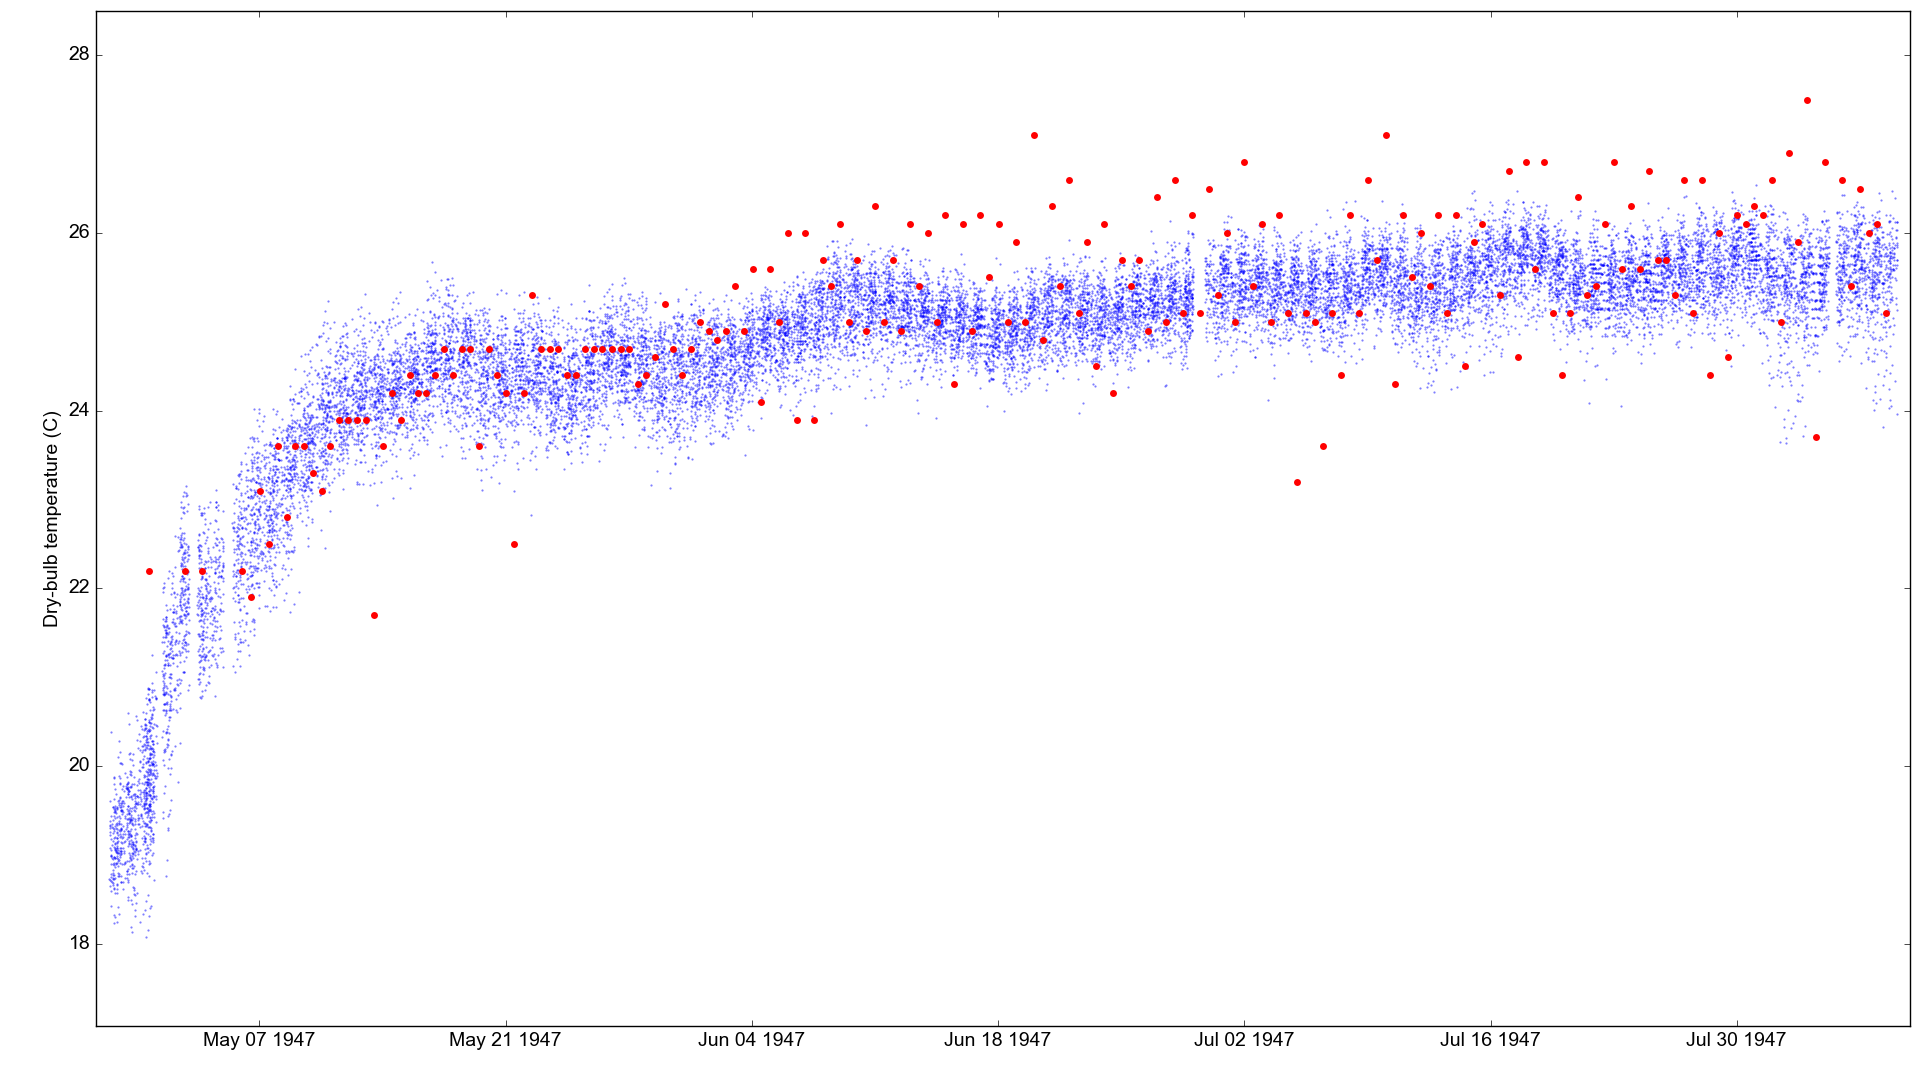 28
26
24
22
20
18
Dry-bulb temperature (C)
May 07 1947
May 21 1947
Jun 04 1947
Jun 18 1947
Jul 02 1947
Jul 16 1947
Jul 30 1947